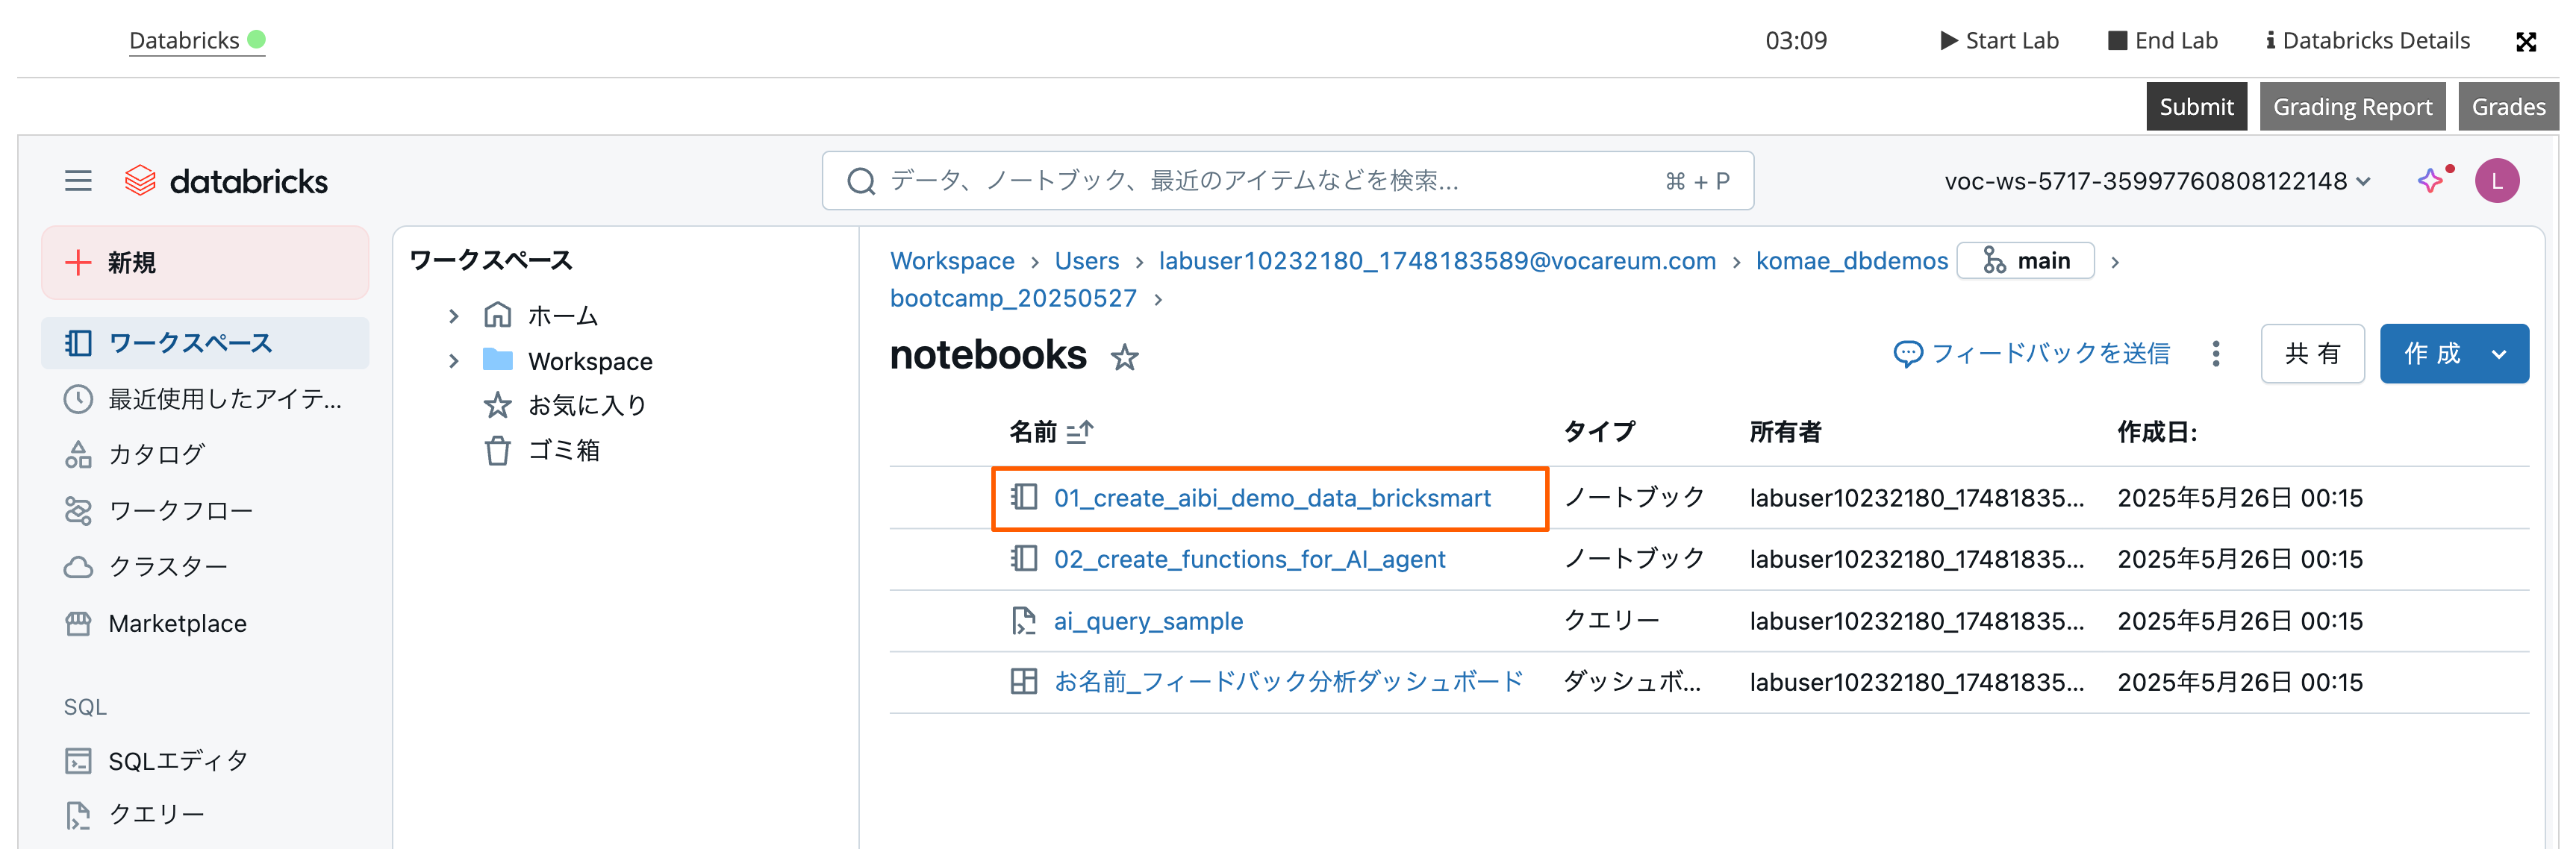 Databricks
03:09
Start Lab
End Lab
Databricks Details
Submit
Grading Report
Grades
databricks
データ、ノートブック、最近のアイテムなどを検索...
⌘ + P
voc-ws-5717-35997760808122148
L
新規
ワークスペース
最近使用したアイテ...
カタログ
ワークフロー
クラスター
Marketplace
SQL
SQLエディタ
クエリー
ワークスペース
ホーム
Workspace
お気に入り
ゴミ箱
Workspace › Users › labuser10232180_1748183589@vocareum.com › komae_dbdemos main ›
bootcamp_20250527 ›
notebooks
フィードバックを送信
共有
作成
名前 タイプ 所有者 作成日:
01_create_aibi_demo_data_bricksmart ノートブック labuser10232180_17481835... 2025年5月26日 00:15
02_create_functions_for_AI_agent ノートブック labuser10232180_17481835... 2025年5月26日 00:15
ai_query_sample クエリー labuser10232180_17481835... 2025年5月26日 00:15
お名前_フィードバック分析ダッシュボード ダッシュボ... labuser10232180_17481835... 2025年5月26日 00:15